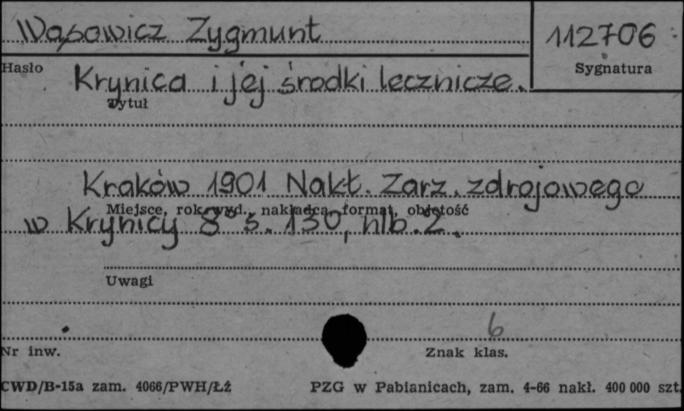 Wąsowicz Zygmunt
112706
Hasło
Sygnatura
Krynica i jej środki lecznicze.
Tytuł
Kraków 1901 Nakł. Zarz. zdrojowego
Miejsce, rok wyd., nakładca, format, objętość
w Krynicy 8° s. 150, nlb. 2.
Uwagi
6
Nr inw.
Znak klas.
CWD/B-15a zam. 4066/PWH/Łź
PZG w Pabianicach, zam. 4-66 nakł. 400 000 szt.